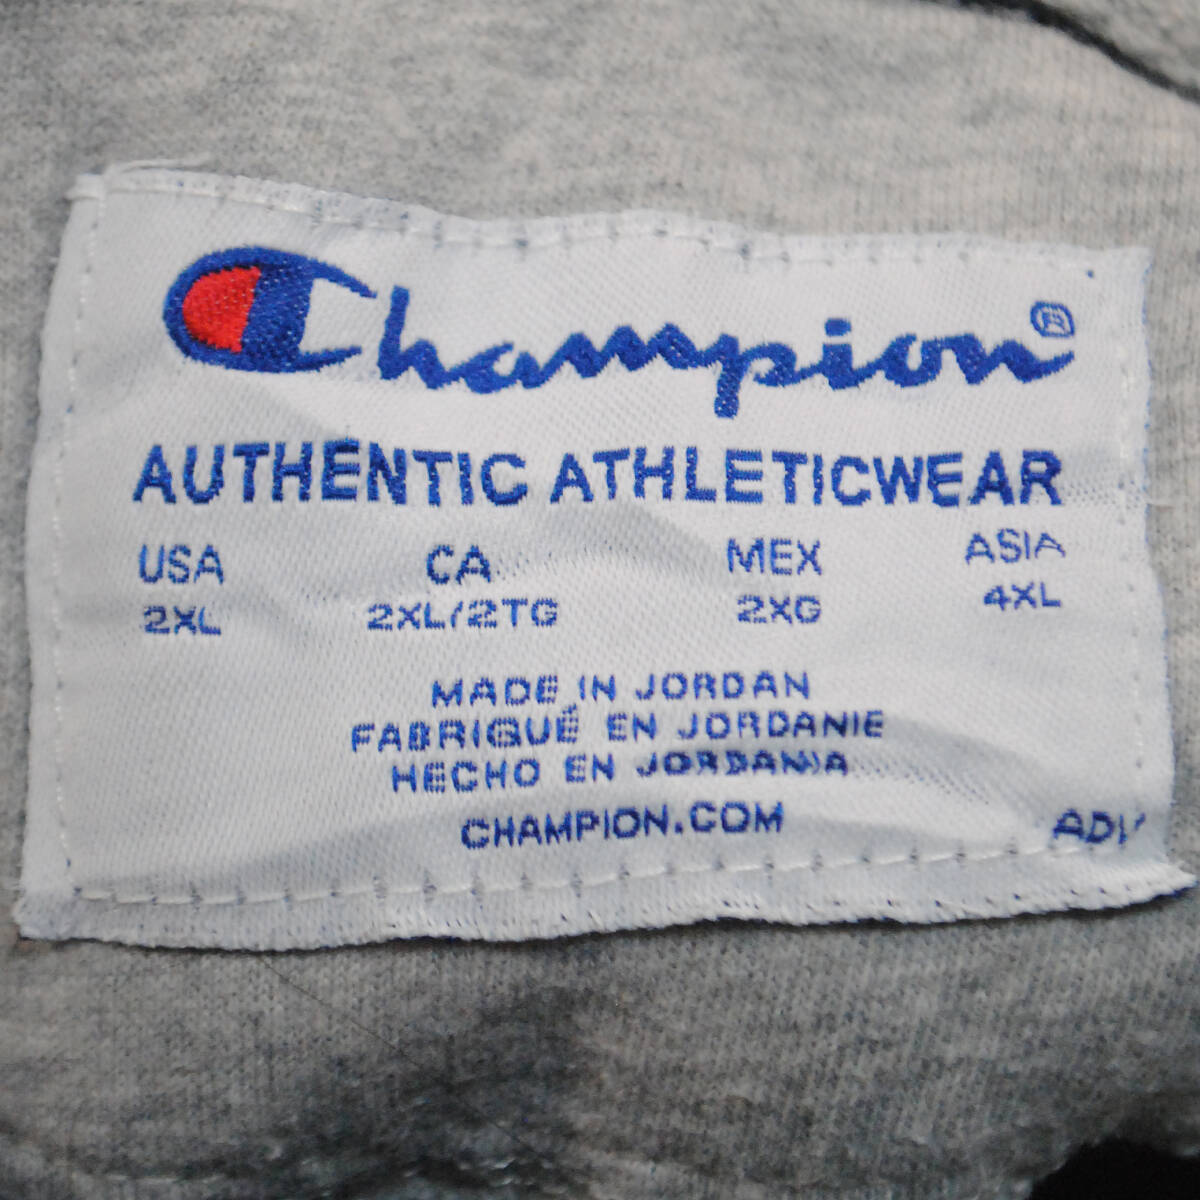 Champion®
AUTHENTIC ATHLETICWEAR
USA CA MEX ASIA
2XL 2XL/2TG 2XG 4XL
MADE IN JORDAN
FABRIQUÉ EN JORDANIE
HECHO EN JORDANIA
CHAMPION.COM
ADV